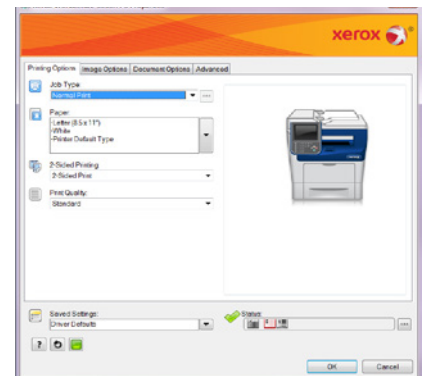 xerox
Printing Options Image Options Document Options Advanced
Job Type:
Normal Print
Paper:
-Letter (8.5 x 11")
-White
-Printer Default Type
2-Sided Printing
2-Sided Print
Print Quality:
Standard
Saved Settings:
Driver Defaults
Status:
?
OK Cancel